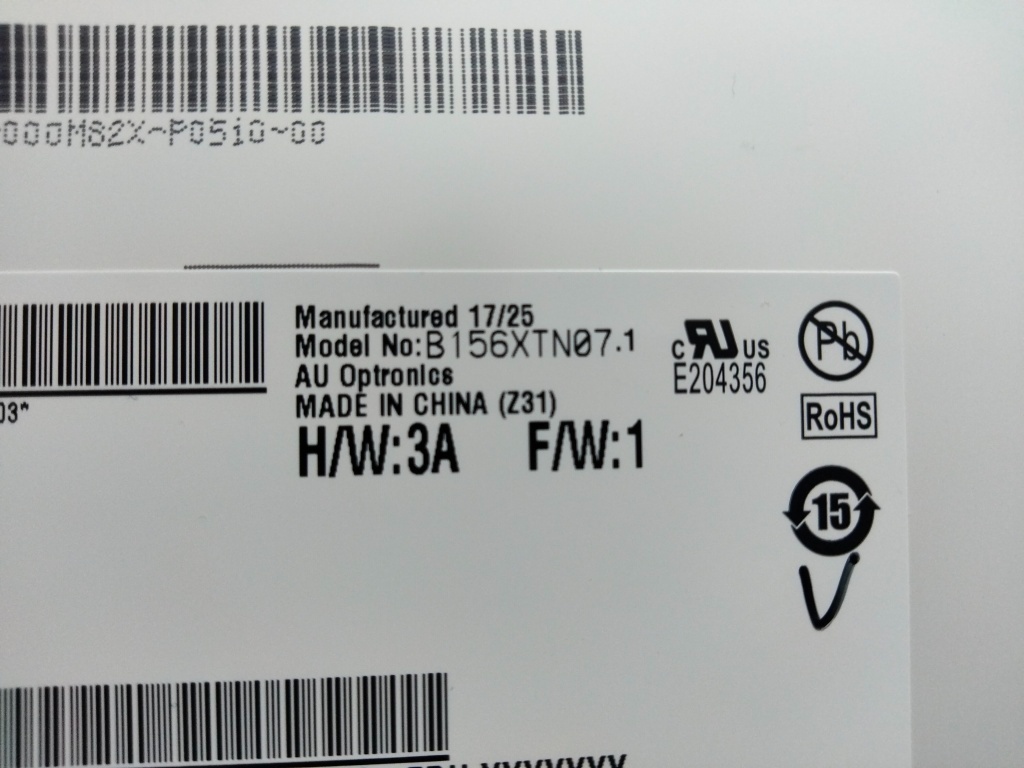 000M82X-P0510-00
Manufactured 17/25
Model No:B156XTN07.1
AU Optronics
MADE IN CHINA (Z31)
H/W:3A F/W:1
03*
c RU US
E204356
Pb
RoHS
15
V